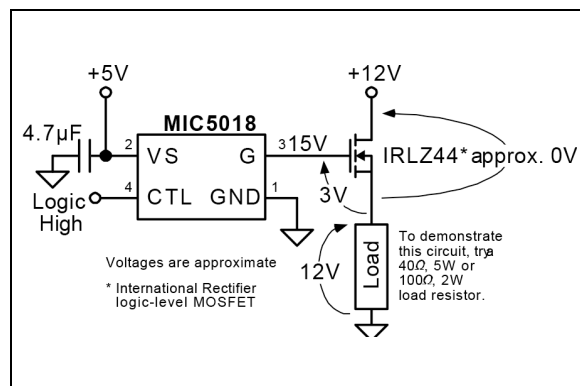 +5V
+12V
4.7µF
MIC5018
2
VS
G
3
15V
IRLZ44* approx. 0V
4
CTL
GND
1
Logic
High
3V
12V
Load
To demonstrate
this circuit, trya
40Ω, 5W or
100Ω, 2W
load resistor.
Voltages are approximate
* International Rectifier
logic-level MOSFET